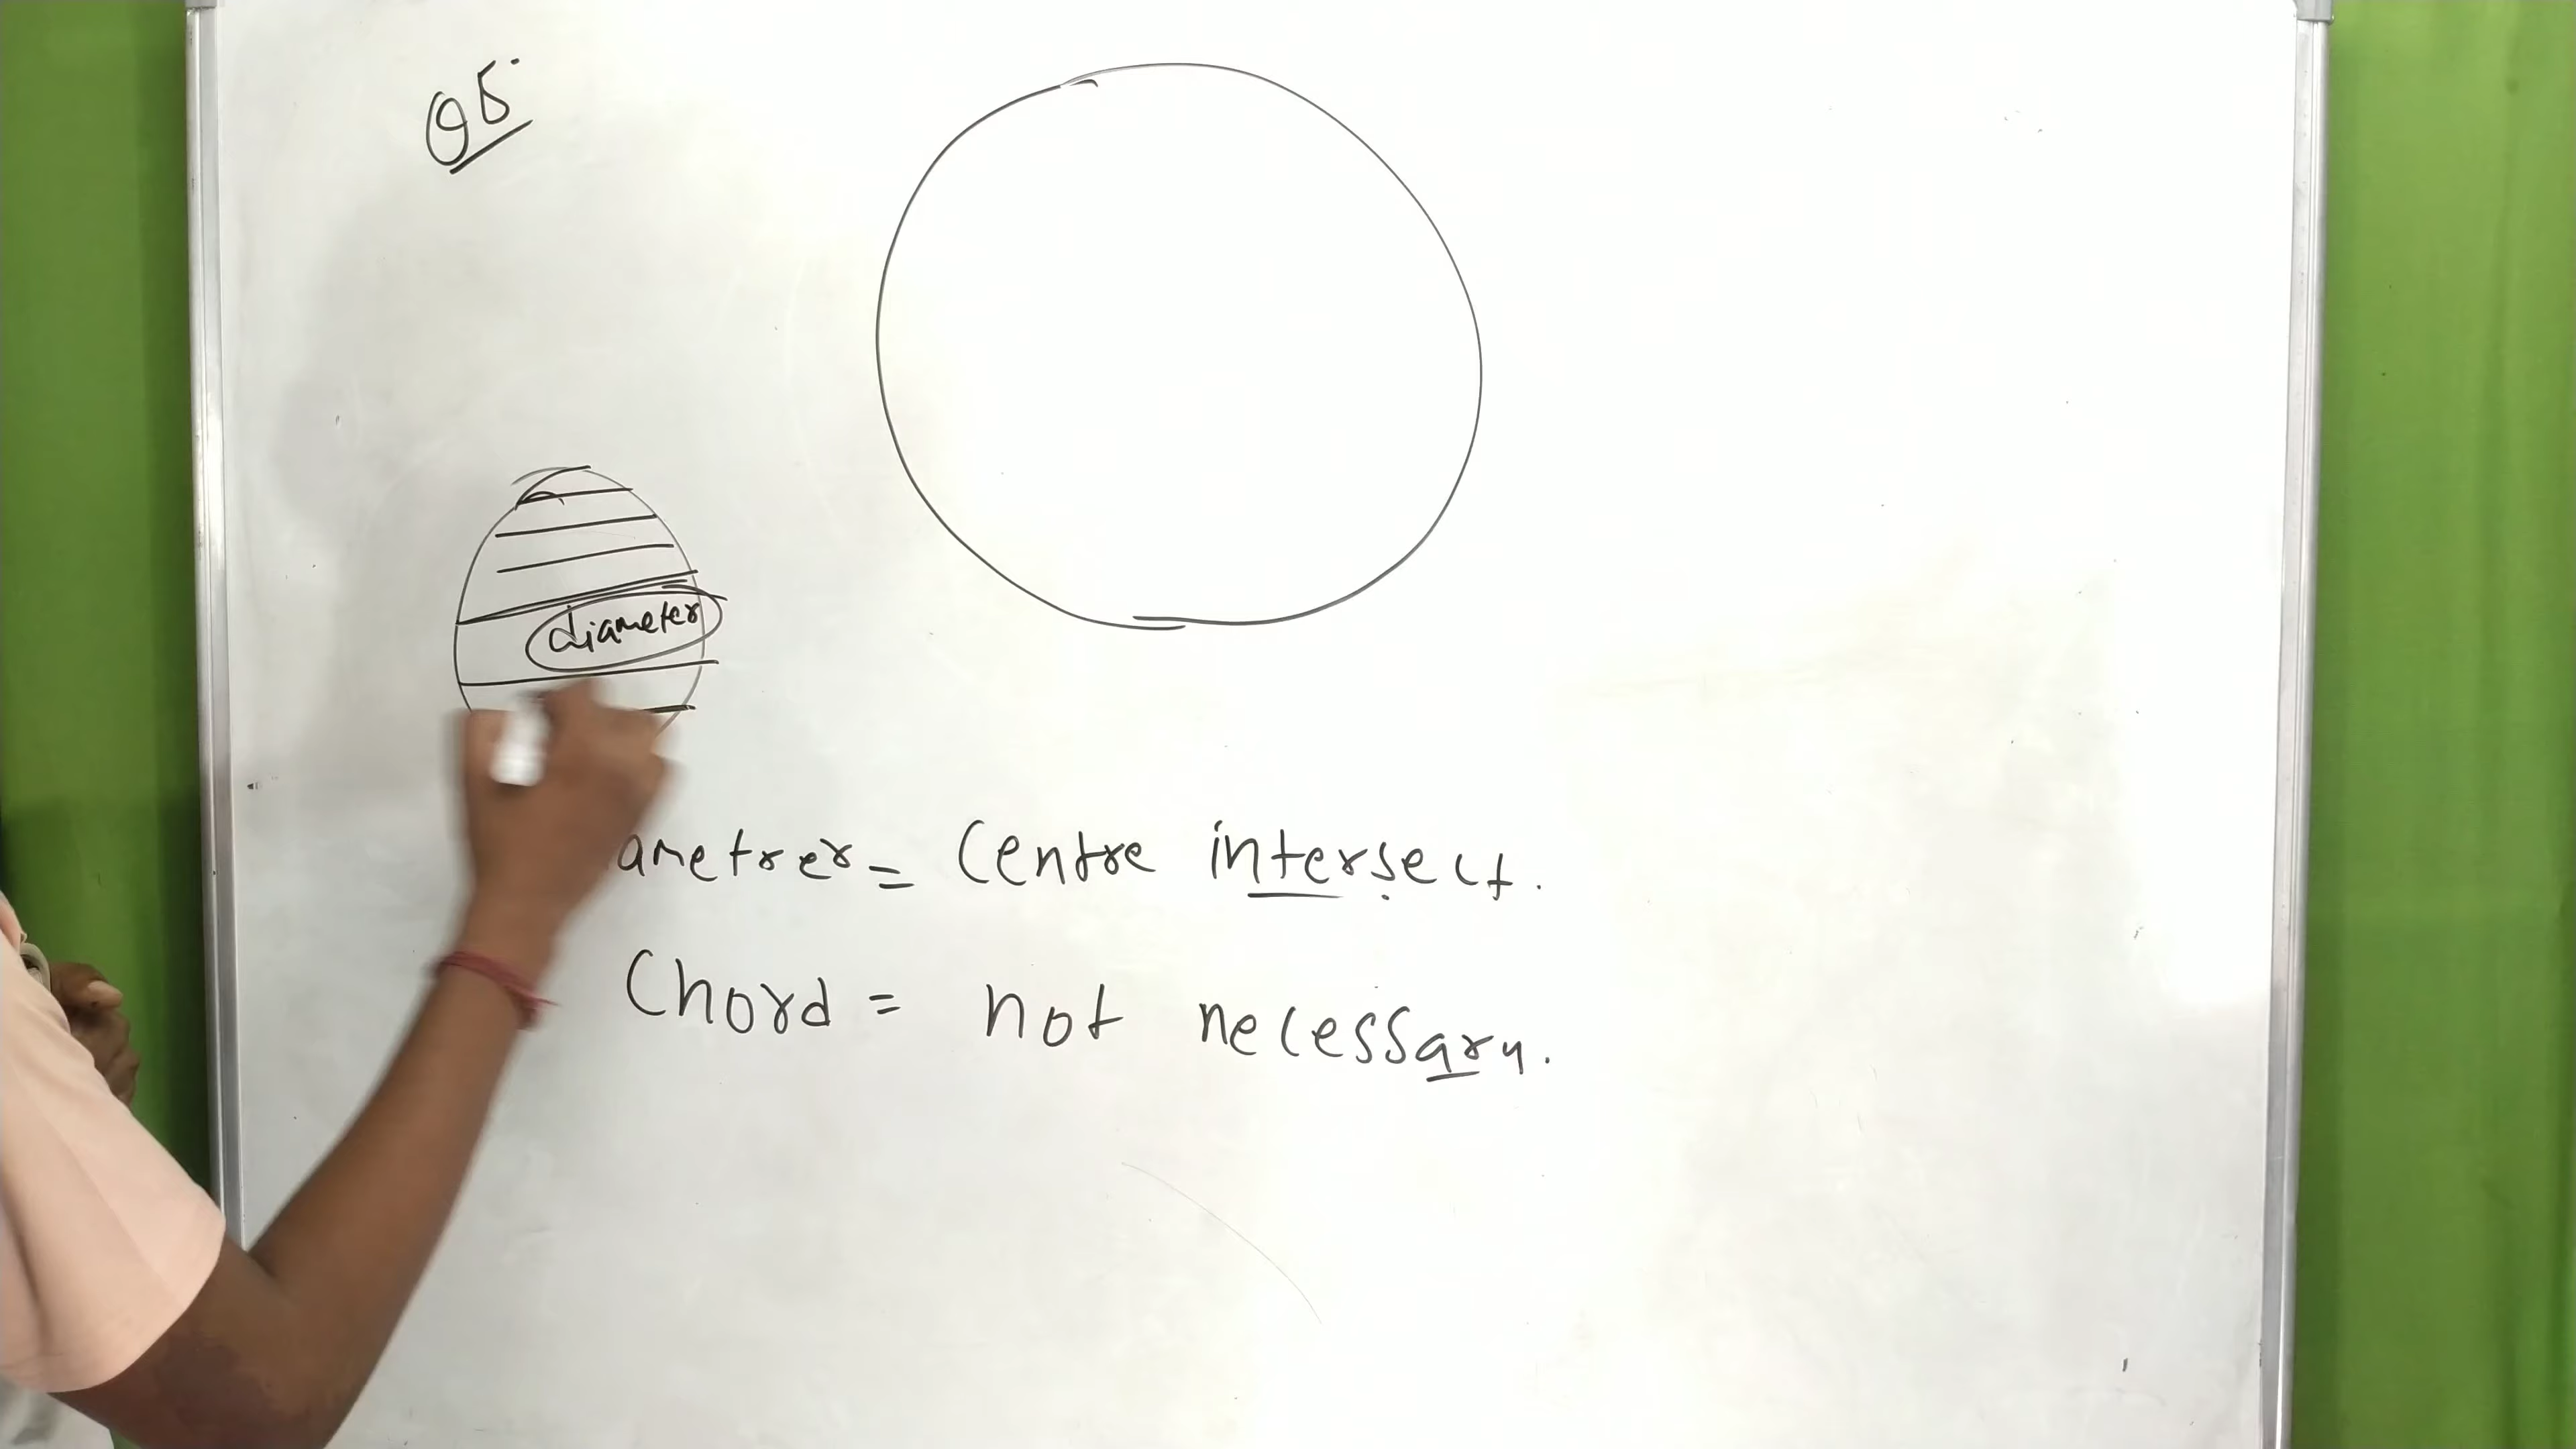 Q5.
diameter
ametrer = Centre intersect.
Chord = not necessary.